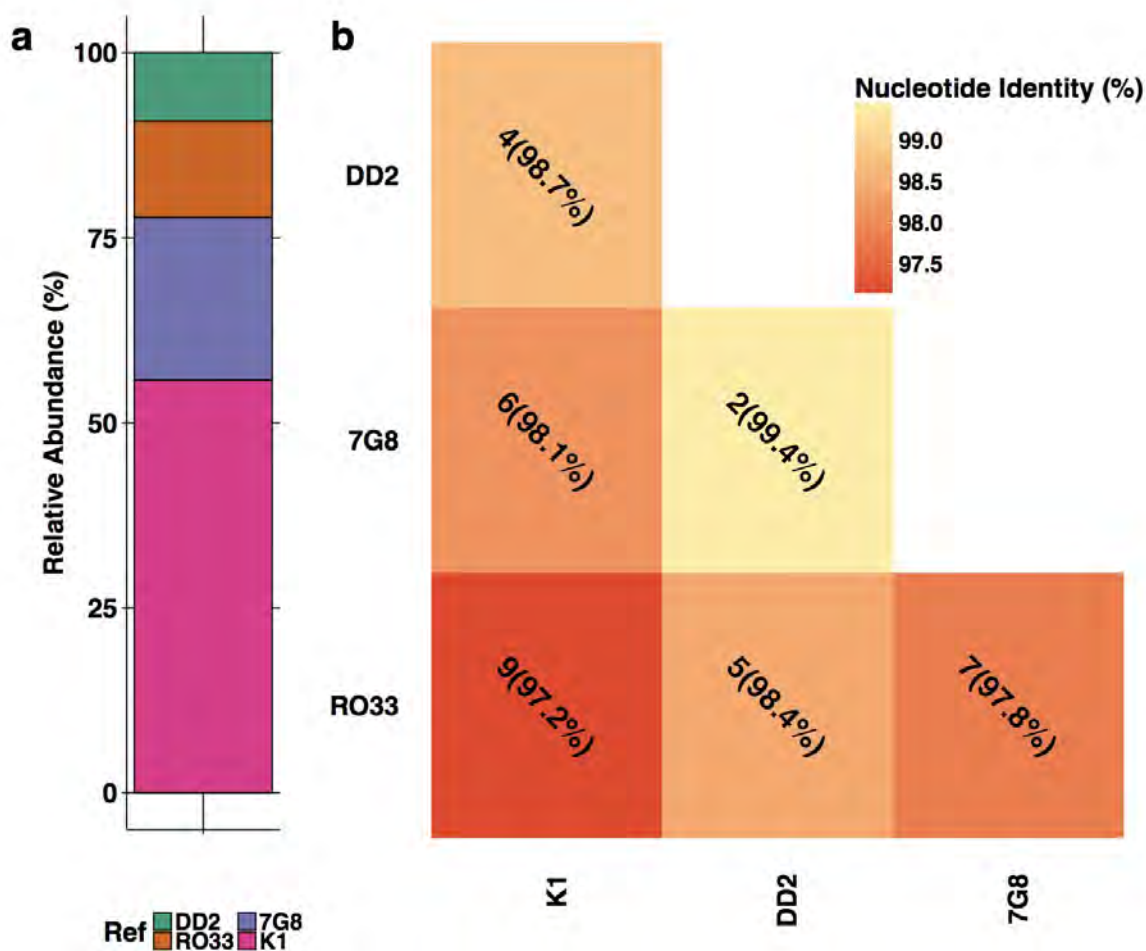 a
100
75
50
25
0
Relative Abundance (%)
Ref DD2 7G8
RO33 K1
b
Nucleotide Identity (%)
99.0
98.5
98.0
97.5
DD2
4(98.7%)
7G8
6(98.1%) 2(99.4%)
RO33
9(97.2%) 5(98.4%) 7(97.8%)
K1 DD2 7G8